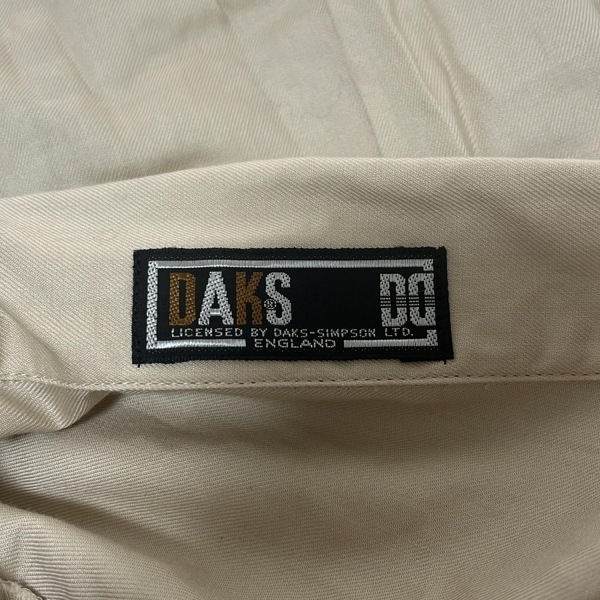 DAKS® DD
LICENSED BY DAKS-SIMPSON LTD.
ENGLAND